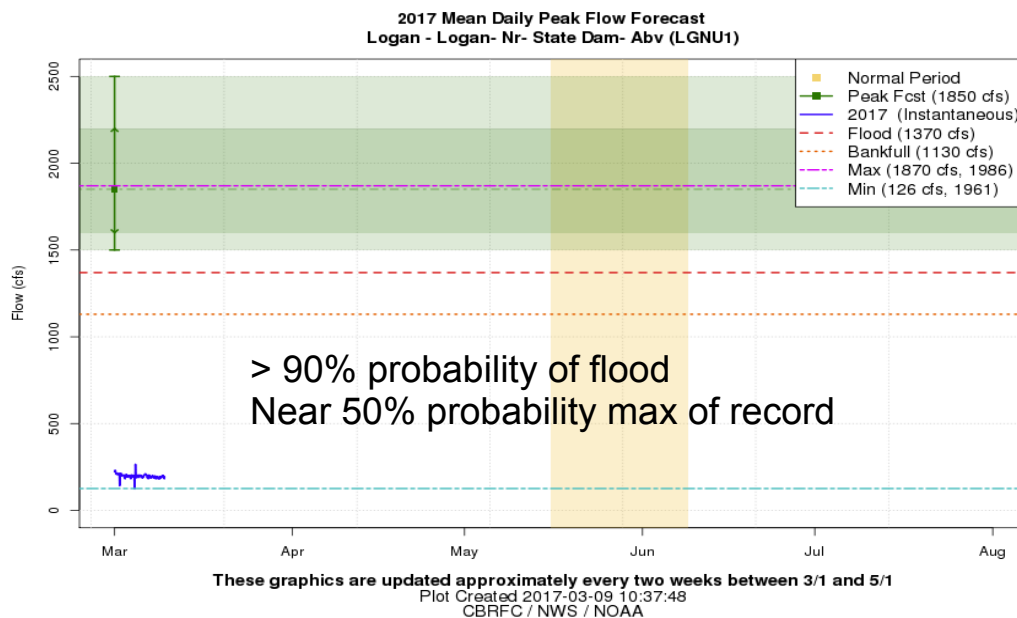 2017 Mean Daily Peak Flow Forecast
Logan - Logan- Nr- State Dam- Abv (LGNU1)
Normal Period
Peak Fcst (1850 cfs)
2017 (Instantaneous)
Flood (1370 cfs)
Bankfull (1130 cfs)
Max (1870 cfs, 1986)
Min (126 cfs, 1961)
Flow (cfs)
2500
2000
1500
1000
500
0
> 90% probability of flood
Near 50% probability max of record
Mar Apr May Jun Jul Aug
These graphics are updated approximately every two weeks between 3/1 and 5/1
Plot Created 2017-03-09 10:37:48
CBRFC / NWS / NOAA